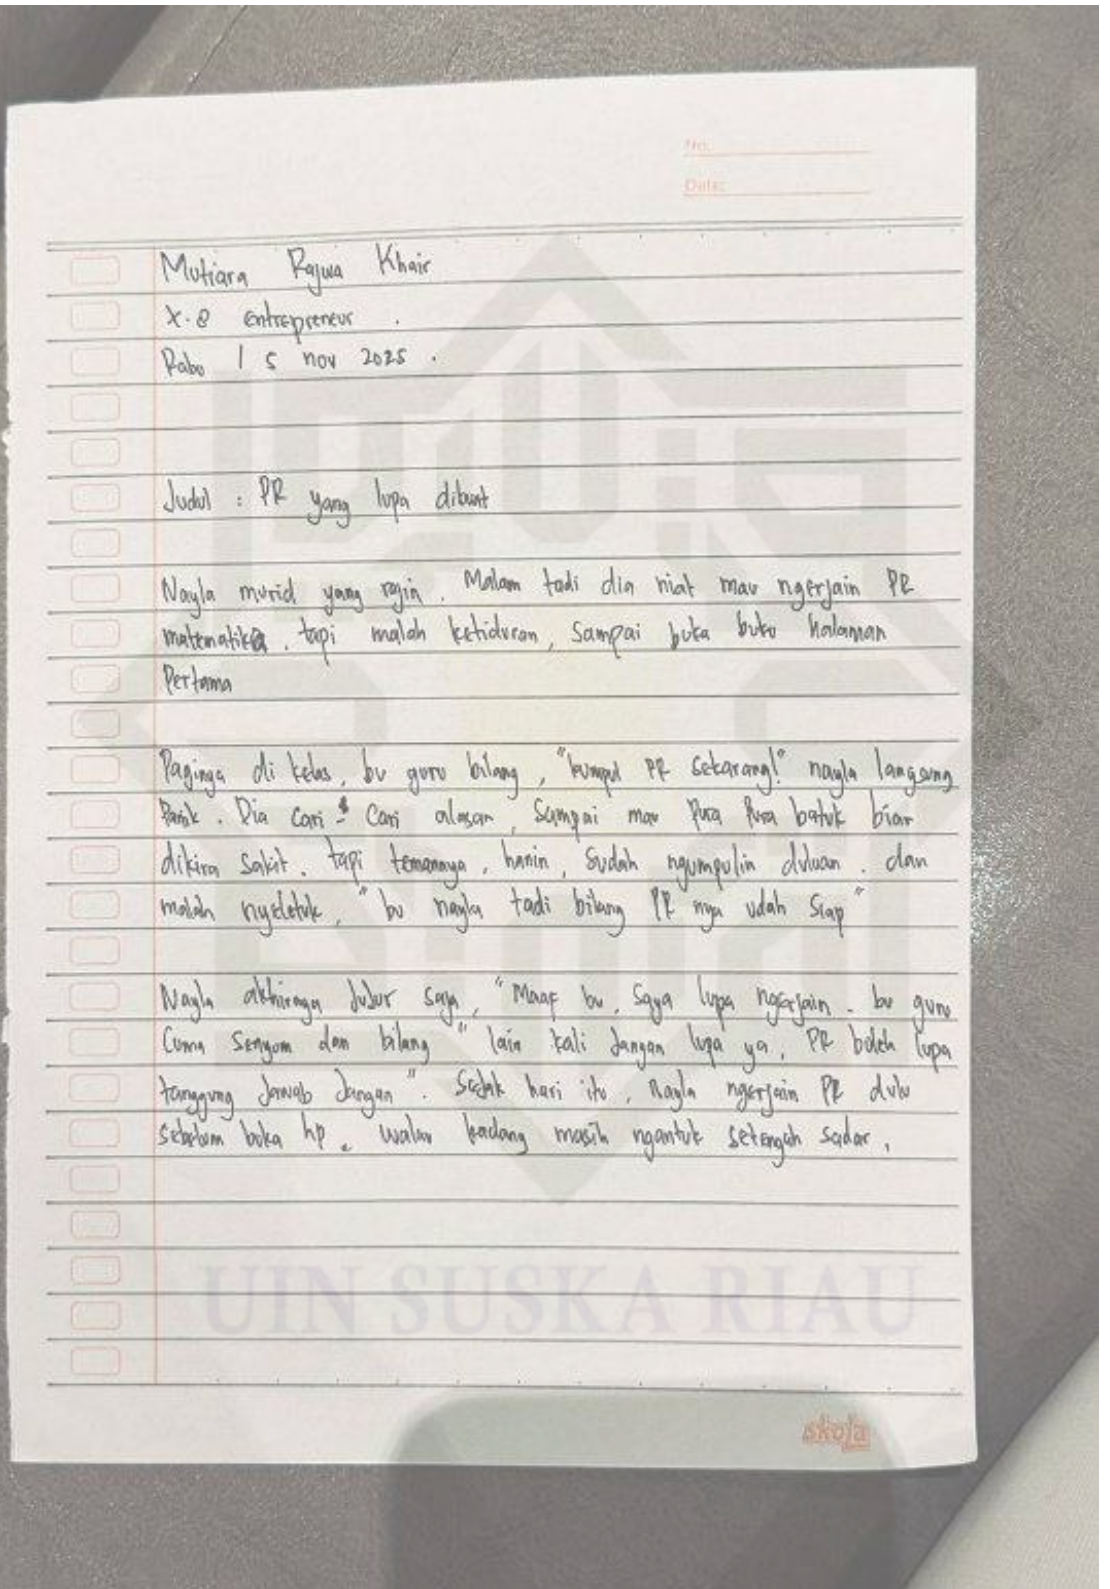 No:
Date:
Mutiara Rajwa Khair
X.8 entrepreneur .
Rabu / 5 nov 2025 .
Judul : PR yang lupa dibuat
Nayla murid yang rajin . Malam tadi dia niat mau ngerjain PR
matematika . tapi malah ketiduran , Sampai buka buku halaman
Pertama
Paginya di kelas , bu guru bilang , "kumpul PR sekarang!" nayla langsung
Panik . Dia Cari - Cari alasan , Sampai mau Pura Pura batuk biar
dikira Sakit . tapi temannya , hanin , Sudah ngumpulin duluan . dan
malah nyeletuk , "bu nayla tadi bilang PR nya udah Siap"
Nayla akhirnya Jujur saja , "Maaf bu , Saya lupa ngerjain . bu guru
Cuma Senyum dan bilang " lain kali Jangan lupa ya , PR boleh lupa
tanggung Jawab Jangan" . Sejak hari itu , Nayla ngerjain PR dulu
Sebelum buka hp . walau kadang masih ngantuk setengah Sadar .
UIN SUSKA RIAU
skola